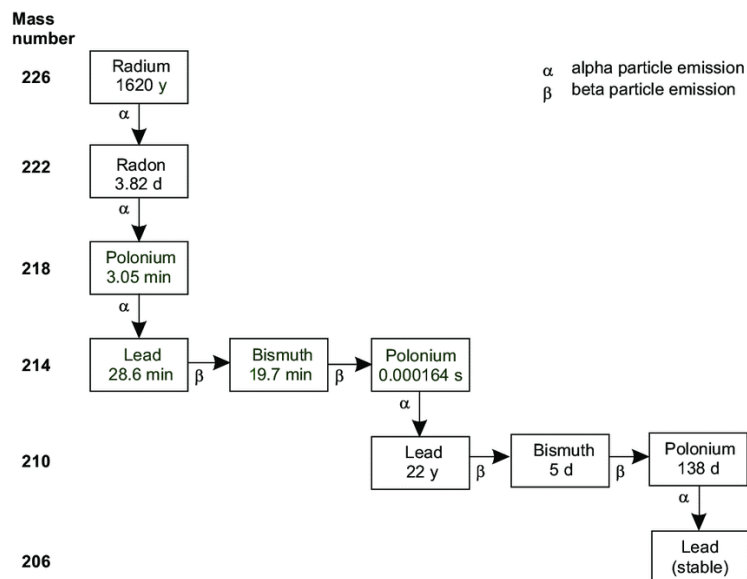 Mass
number
226
Radium
1620 y
α alpha particle emission
β beta particle emission
α
222
Radon
3.82 d
α
218
Polonium
3.05 min
α
214
Lead
28.6 min
β
Bismuth
19.7 min
β
Polonium
0.000164 s
α
210
Lead
22 y
β
Bismuth
5 d
β
Polonium
138 d
α
206
Lead
(stable)